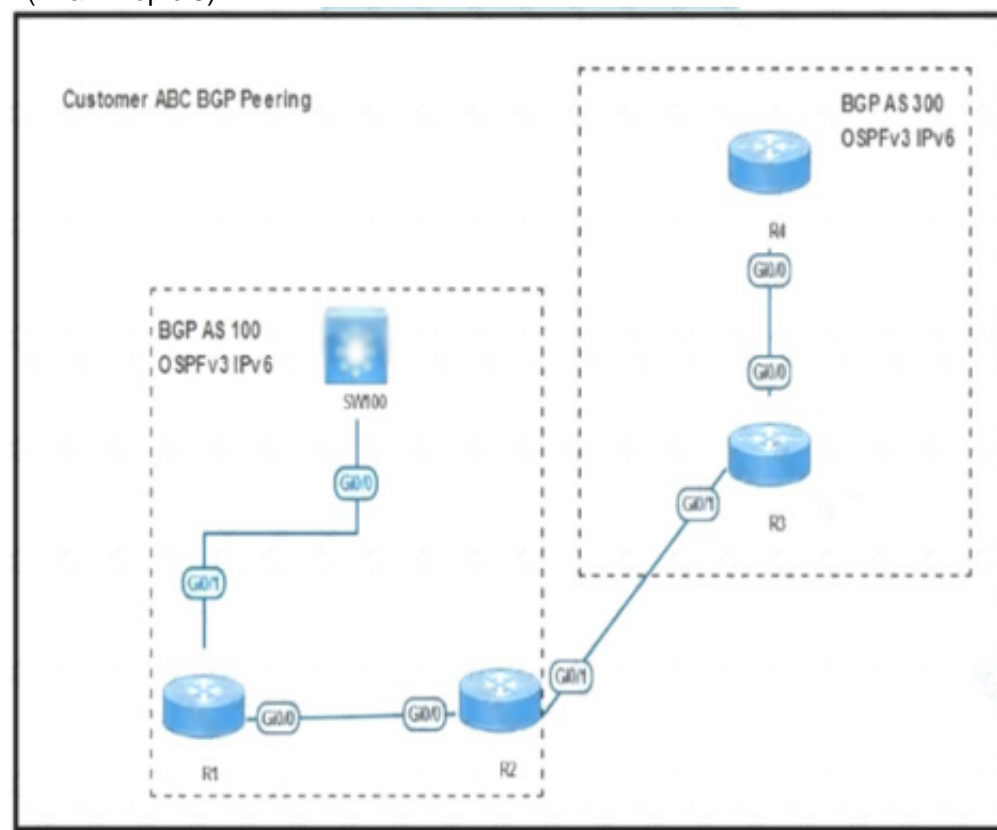 Customer ABC BGP Peering
BGP AS 300
OSPFv3 IPv6
R4
Gi0/0
Gi0/0
BGP AS 100
OSPFv3 IPv6
SW100
Gi0/0
Gi0/1
R3
Gi0/1
Gi0/1
Gi0/0
Gi0/0
R1
R2